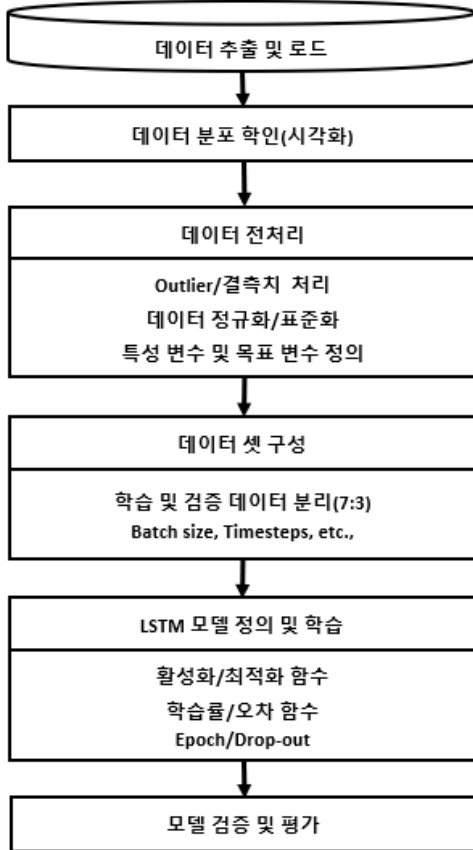 데이터 추출 및 로드
데이터 분포 학인(시각화)
데이터 전처리
Outlier/결측치 처리
데이터 정규화/표준화
특성 변수 및 목표 변수 정의
데이터 셋 구성
학습 및 검증 데이터 분리(7:3)
Batch size, Timesteps, etc.,
LSTM 모델 정의 및 학습
활성화/최적화 함수
학습률/오차 함수
Epoch/Drop-out
모델 검증 및 평가